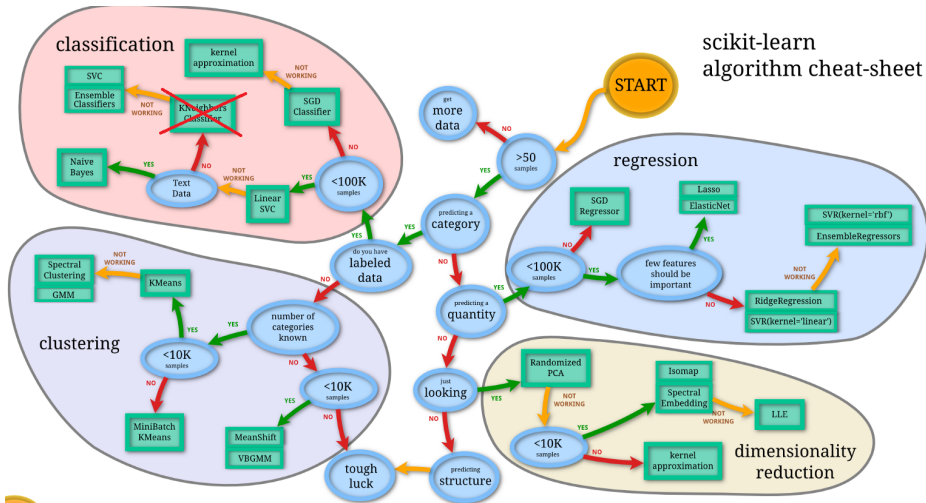 classification
kernel
approximation
NOT
WORKING
SVC
Ensemble
Classifiers
NOT
WORKING
KNeighbors
Classifier
SGD
Classifier
NO
Naive
Bayes
YES
NO
Text
Data
NOT
WORKING
Linear
SVC
YES
<100K
samples
scikit-learn
algorithm cheat-sheet
START
get
more
data
NO
>50
samples
YES
predicting a
category
YES
NO
do you have
labeled
data
YES
NO
predicting a
quantity
YES
NO
just
looking
YES
NO
predicting
structure
tough
luck
regression
SGD
Regressor
NO
<100K
samples
YES
few features
should be
important
YES
Lasso
ElasticNet
NO
RidgeRegression
SVR(kernel='linear')
NOT
WORKING
SVR(kernel='rbf')
EnsembleRegressors
clustering
Spectral
Clustering
GMM
NOT
WORKING
KMeans
YES
<10K
samples
NO
MiniBatch
KMeans
YES
number of
categories
known
NO
<10K
samples
YES
NO
MeanShift
VBGMM
dimensionality
reduction
Randomized
PCA
NOT
WORKING
<10K
samples
YES
Isomap
Spectral
Embedding
NOT
WORKING
LLE
NO
kernel
approximation